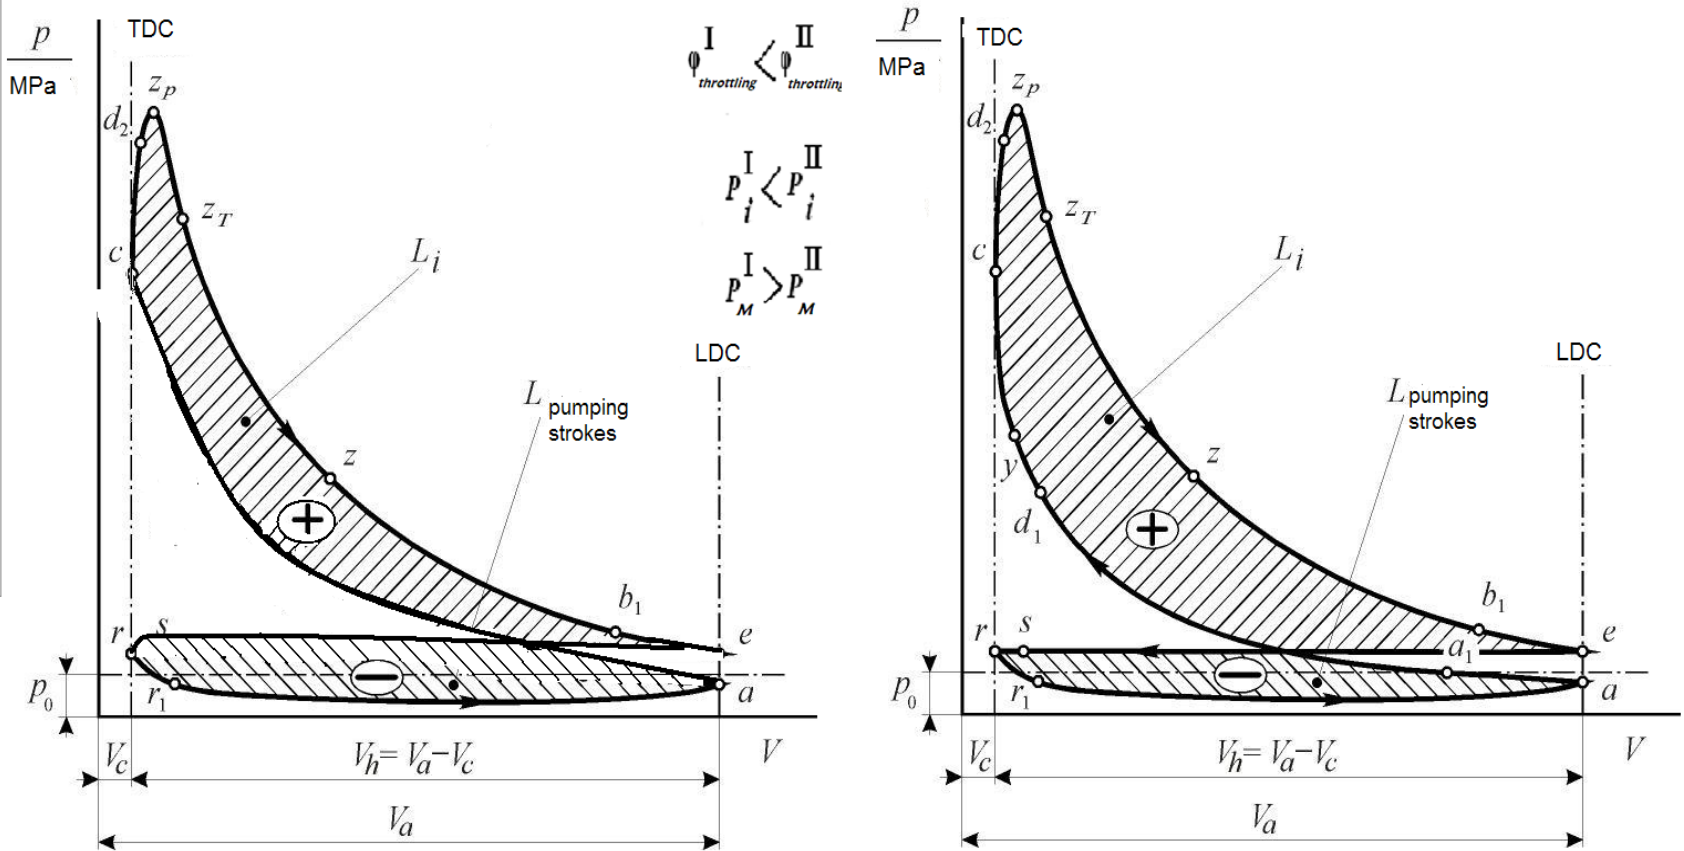 p
MPa
TDC
z_p
d_2
z_T
c
L_i
LDC
L pumping
strokes
z
b_1
r
s
e
p_0
r_1
a
V_c
V_h = V_a − V_c
V
V_a
φ^I_throttling < φ^II_throttling
P^I_i < P^II_i
P^I_M > P^II_M
p
MPa
TDC
z_p
d_2
z_T
c
L_i
LDC
L pumping
strokes
y
z
d_1
b_1
r
s
a_1
e
p_0
r_1
a
V_c
V_h = V_a − V_c
V
V_a